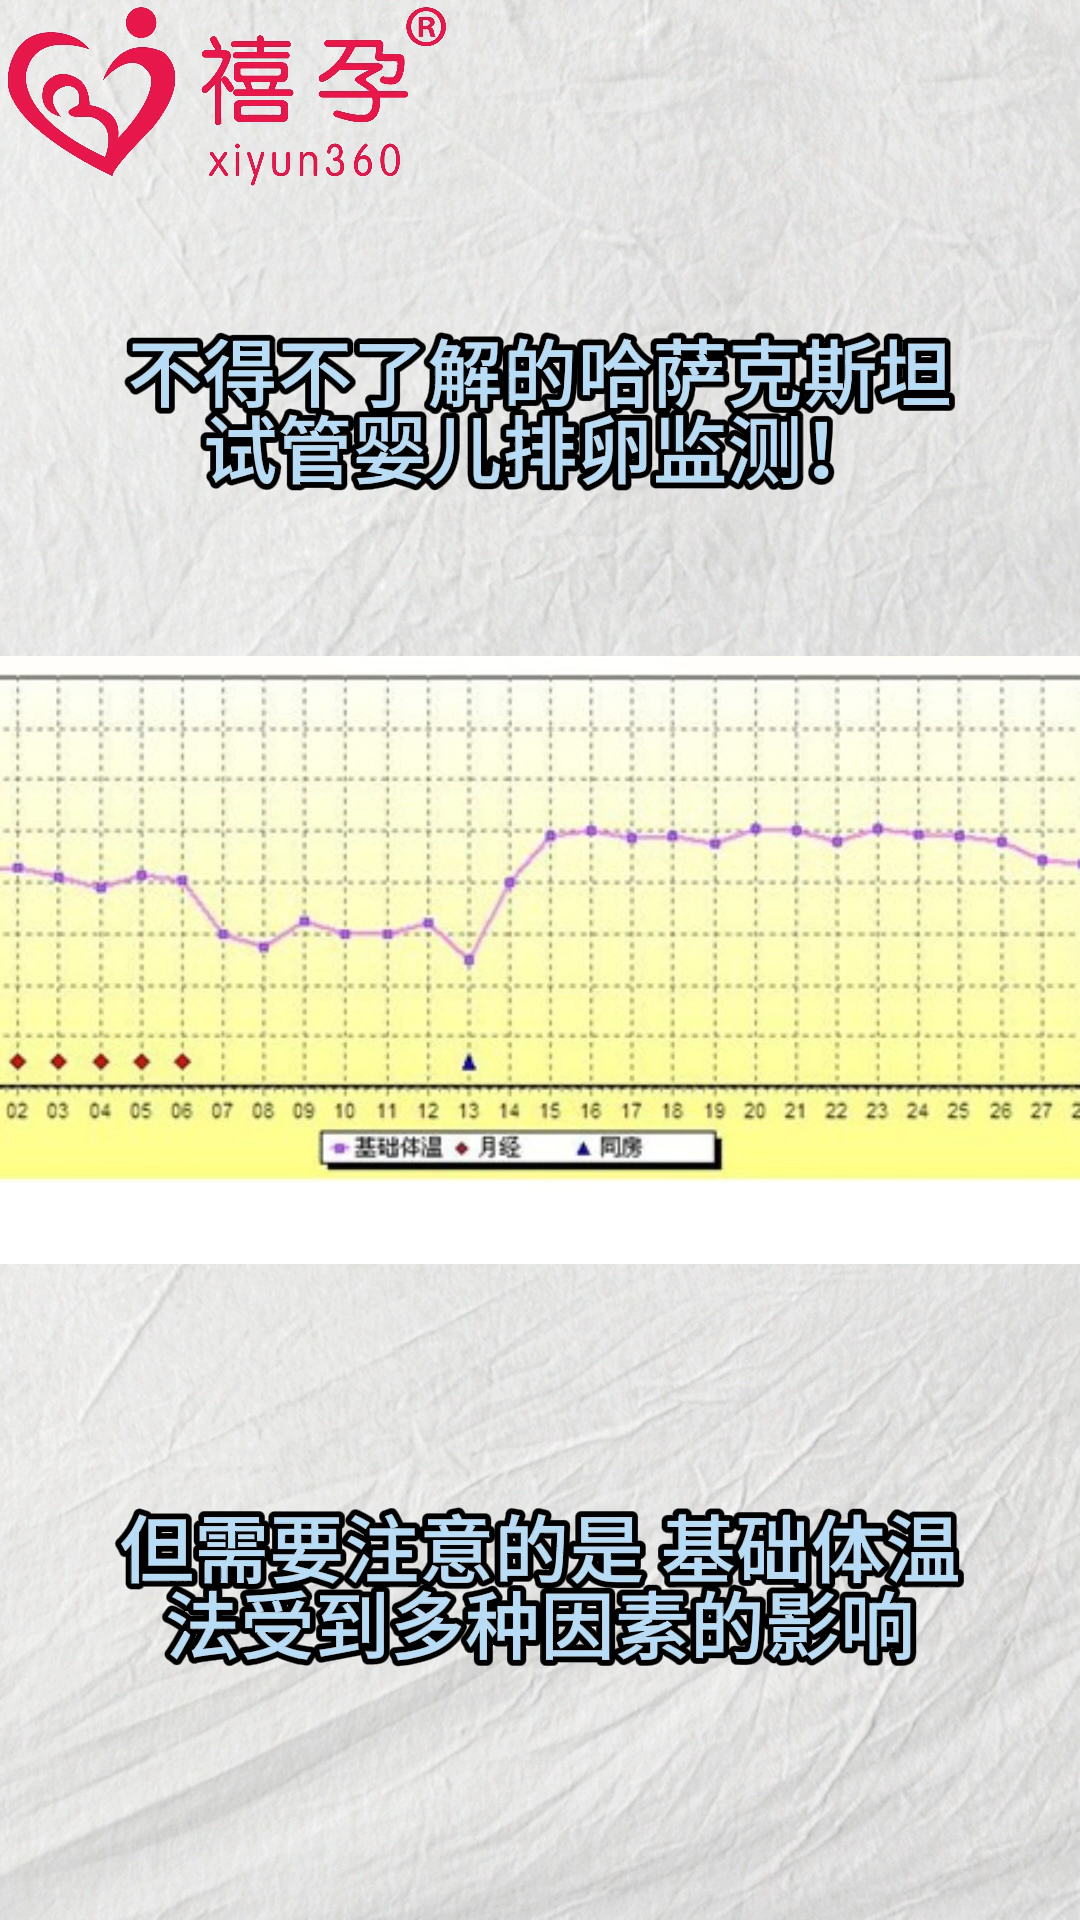 禧孕®
xiyun360
不得不了解的哈萨克斯坦
试管婴儿排卵监测!
02 03 04 05 06 07 08 09 10 11 12 13 14 15 16 17 18 19 20 21 22 23 24 25 26 27
基础体温 月经 同房
但需要注意的是 基础体温
法受到多种因素的影响